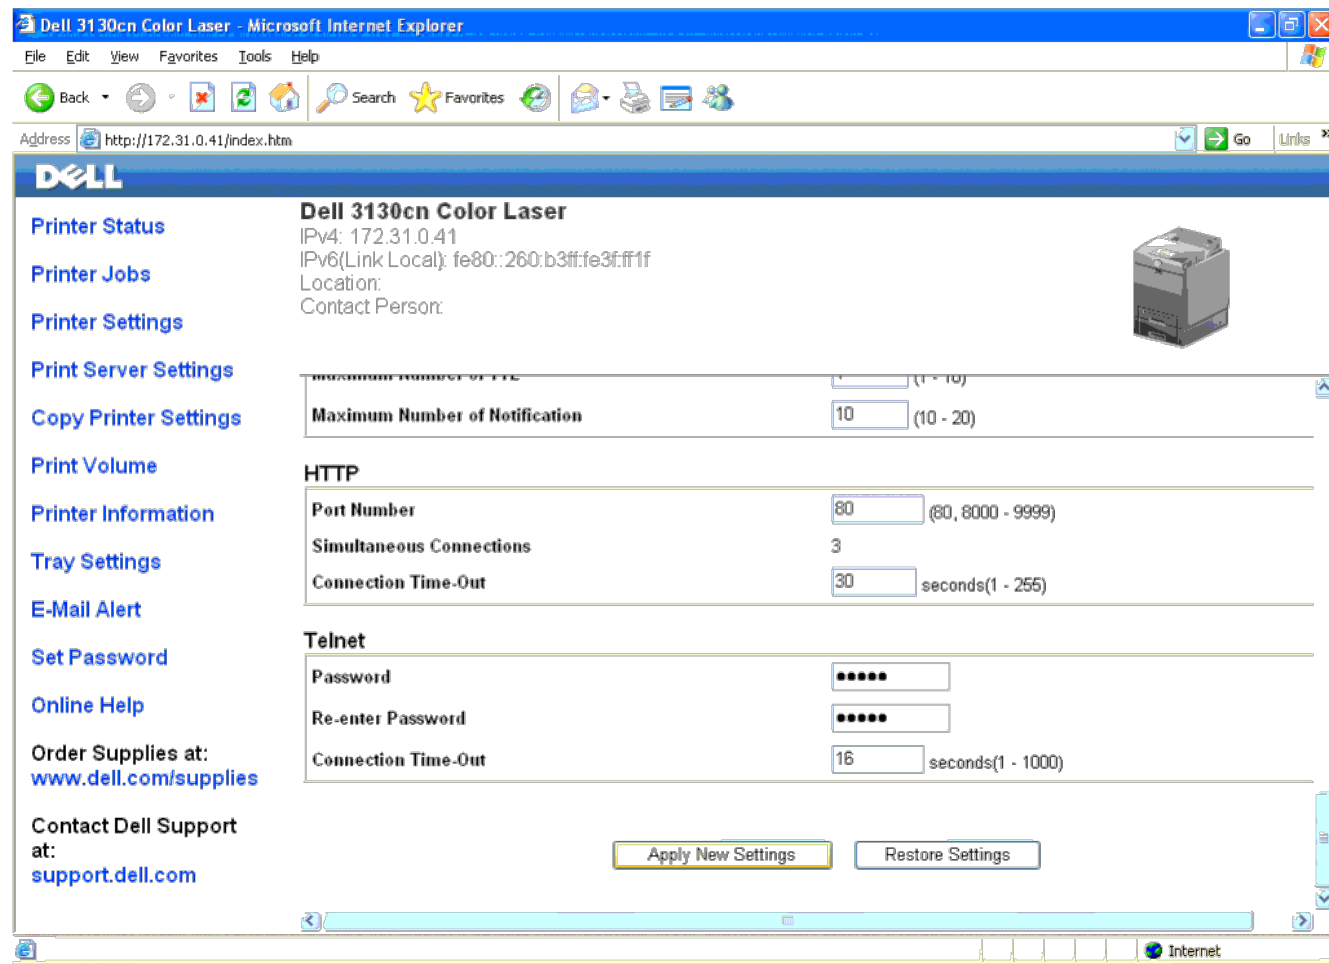 Dell 3130cn Color Laser - Microsoft Internet Explorer
File Edit View Favorites Tools Help
Back Search Favorites
Address http://172.31.0.41/index.htm Go Links »
DELL
Dell 3130cn Color Laser
IPv4: 172.31.0.41
IPv6(Link Local): fe80::260:b3ff:fe3f:ff1f
Location:
Contact Person:
Printer Status
Printer Jobs
Printer Settings
Print Server Settings
Copy Printer Settings
Print Volume
Printer Information
Tray Settings
E-Mail Alert
Set Password
Online Help
Order Supplies at:
www.dell.com/supplies
Contact Dell Support
at:
support.dell.com
Maximum Number of TTL (1 - 10)
Maximum Number of Notification 10 (10 - 20)
HTTP
Port Number 80 (80, 8000 - 9999)
Simultaneous Connections 3
Connection Time-Out 30 seconds(1 - 255)
Telnet
Password •••••
Re-enter Password •••••
Connection Time-Out 16 seconds(1 - 1000)
Apply New Settings Restore Settings
Internet